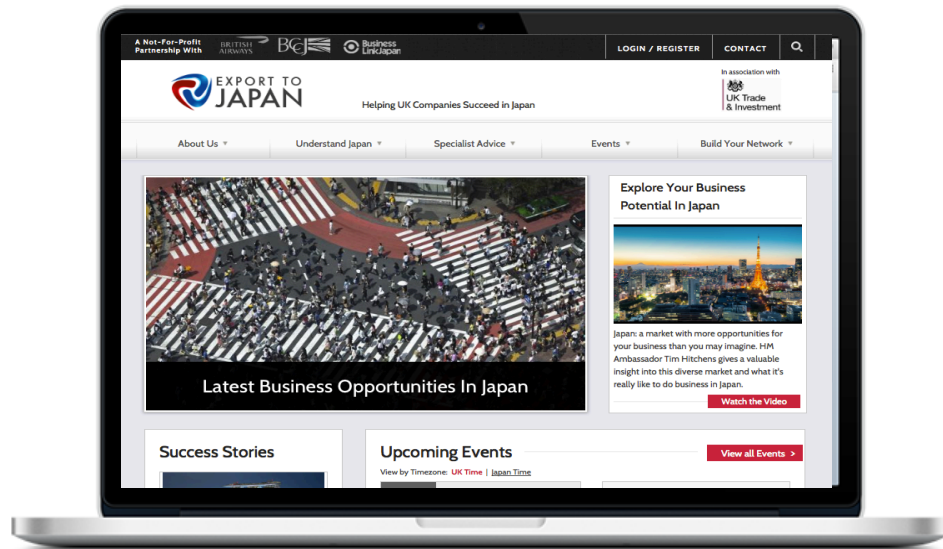 A Not-For-Profit
Partnership With
BRITISH
AIRWAYS
BCCJ
Business
LinkJapan
LOGIN / REGISTER
CONTACT
EXPORT TO
JAPAN
Helping UK Companies Succeed in Japan
In association with
UK Trade
& Investment
About Us
Understand Japan
Specialist Advice
Events
Build Your Network
Latest Business Opportunities In Japan
Explore Your Business
Potential In Japan
Japan: a market with more opportunities for
your business than you may imagine. HM
Ambassador Tim Hitchens gives a valuable
insight into this diverse market and what it's
really like to do business in Japan.
Watch the Video
Success Stories
Upcoming Events
View all Events >
View by Timezone: UK Time | Japan Time